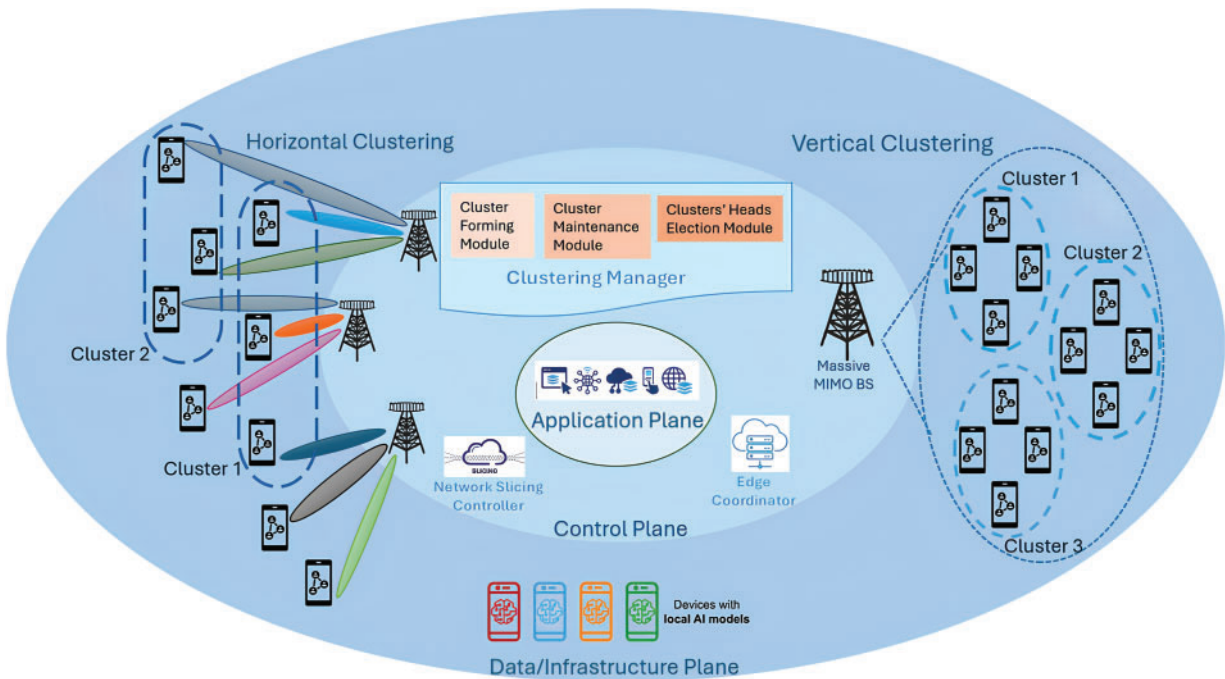 Horizontal Clustering
Vertical Clustering
Cluster 1
Cluster
Forming
Module
Cluster
Maintenance
Module
Clusters' Heads
Election Module
Clustering Manager
Cluster 2
Cluster 2
Massive
MIMO BS
Application Plane
Cluster 1
SLICING
Network Slicing
Controller
Edge
Coordinator
Control Plane
Cluster 3
Devices with
local AI models
Data/Infrastructure Plane